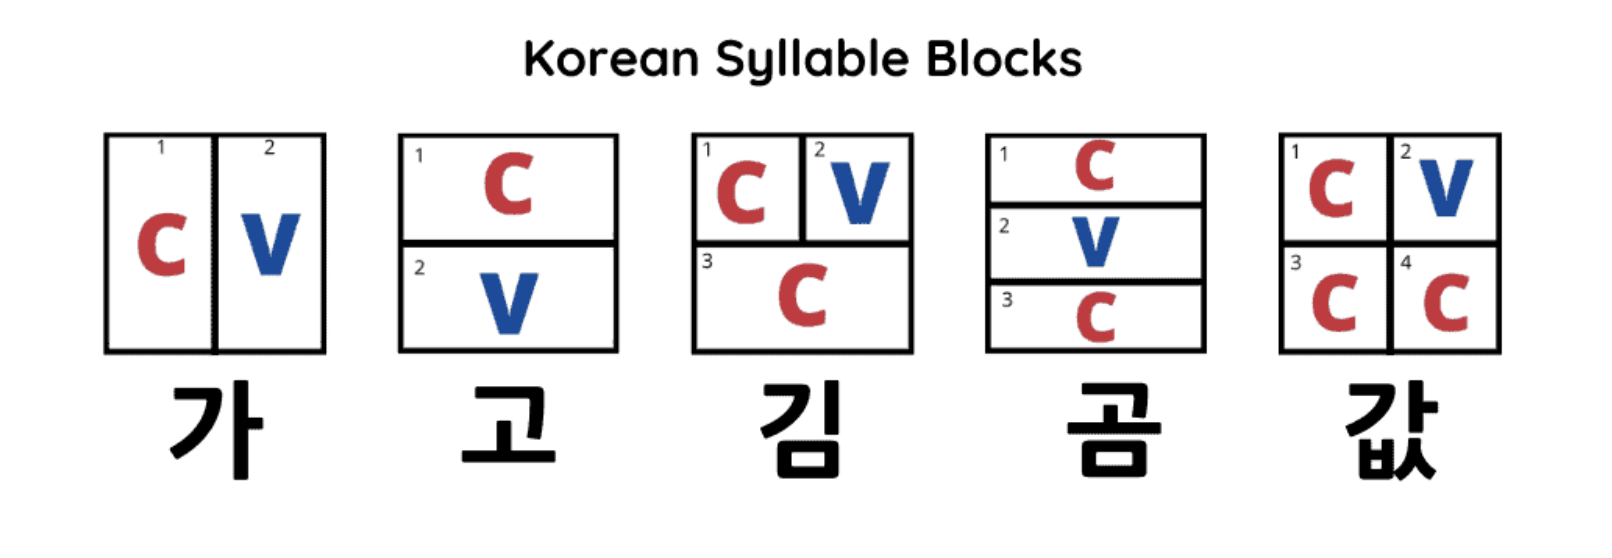 Korean Syllable Blocks
1 2 1 1 2 1 1 2
C V C C V C C V
2 2
V V
3 3 3 4
C C C C
가 고 김 곰 값